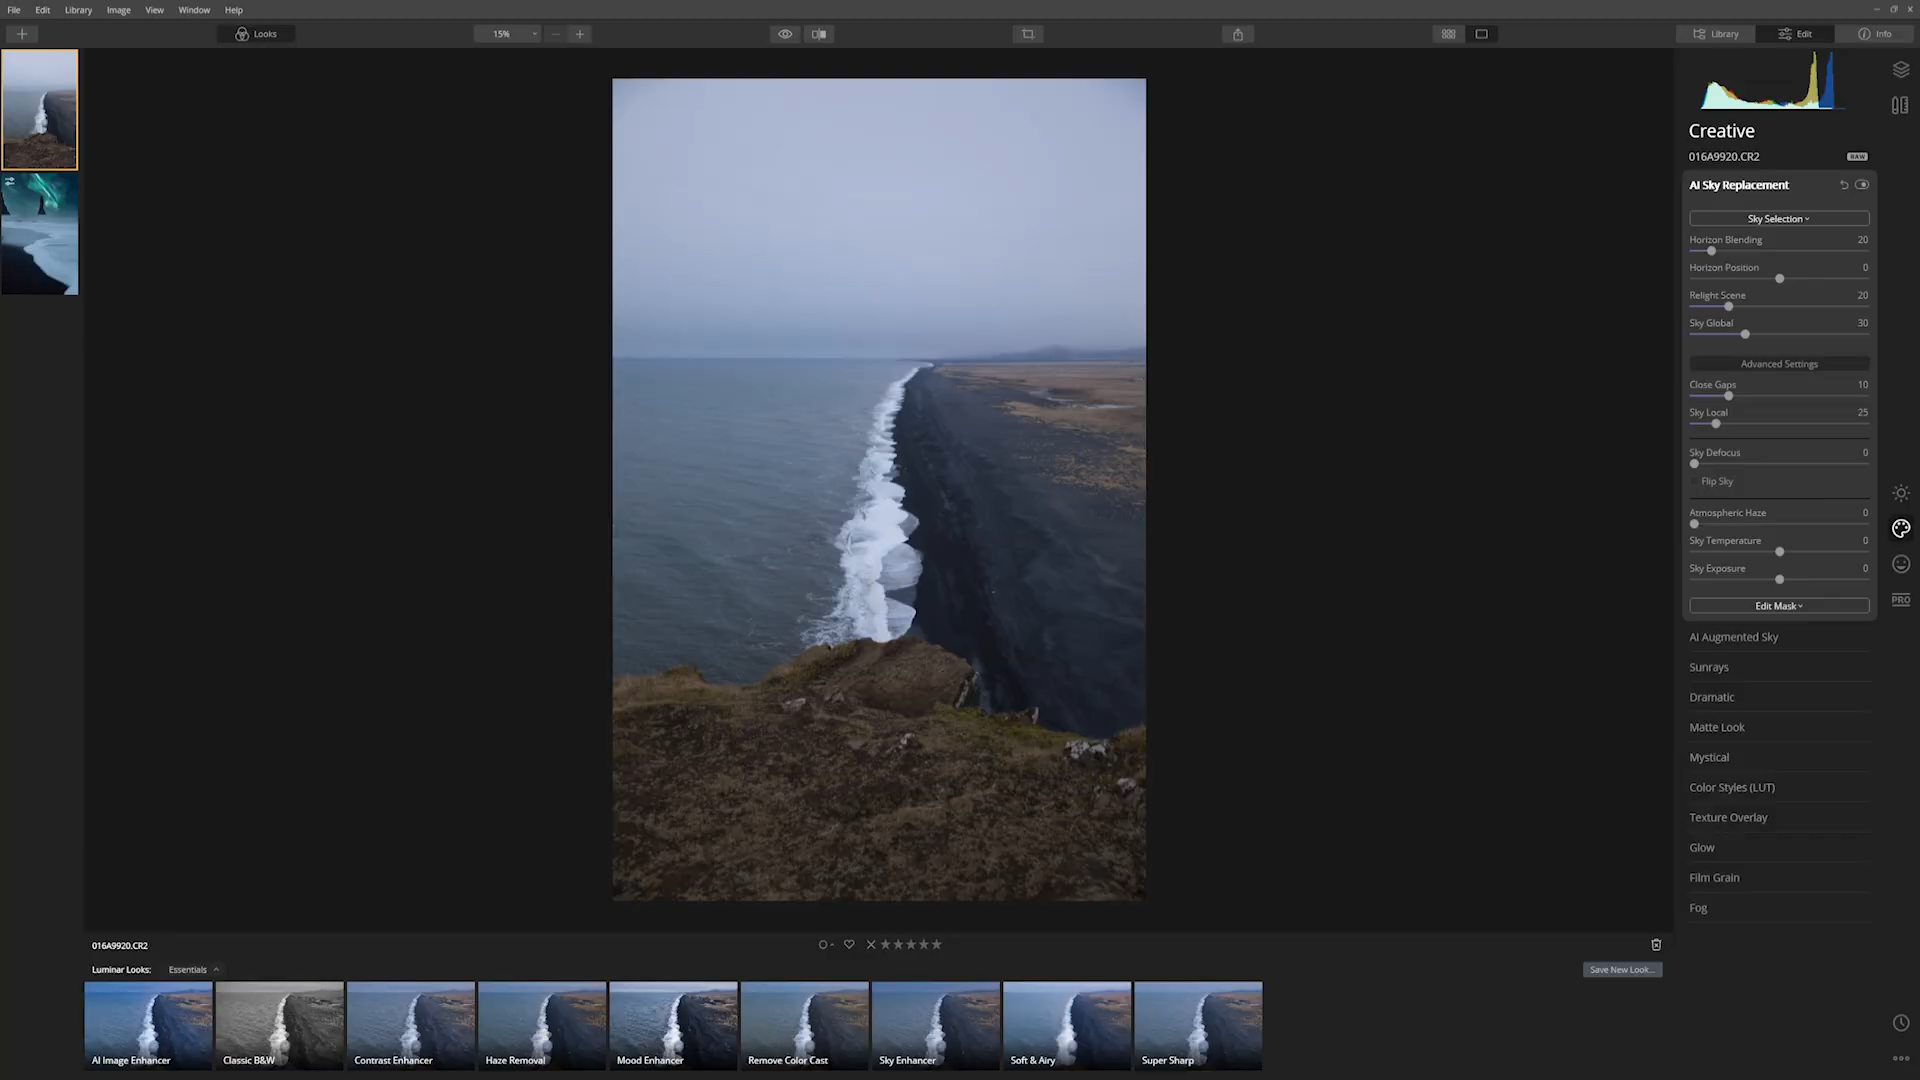 File Edit Library Image View Window Help
Looks 15% Library Edit Info
Creative
016A9920.CR2 RAW
AI Sky Replacement
Sky Selection
Horizon Blending 20
Horizon Position 0
Relight Scene 20
Sky Global 30
Advanced Settings
Close Gaps 10
Sky Local 25
Sky Defocus 0
Flip Sky
Atmospheric Haze 0
Sky Temperature 0
Sky Exposure 0
PRO
Edit Mask
AI Augmented Sky
Sunrays
Dramatic
Matte Look
Mystical
Color Styles (LUT)
Texture Overlay
Glow
Film Grain
Fog
016A9920.CR2
Luminar Looks: Essentials Save New Look...
AI Image Enhancer Classic B&W Contrast Enhancer Haze Removal Mood Enhancer Remove Color Cast Sky Enhancer Soft & Airy Super Sharp